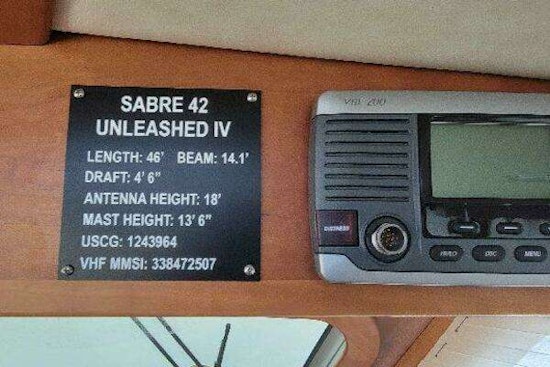 SABRE 42
UNLEASHED IV
LENGTH: 46' BEAM: 14.1'
DRAFT: 4' 6"
ANTENNA HEIGHT: 18'
MAST HEIGHT: 13' 6"
USCG: 1243964
VHF MMSI: 338472507
VHF 200
DISTRESS
DSC
MENU